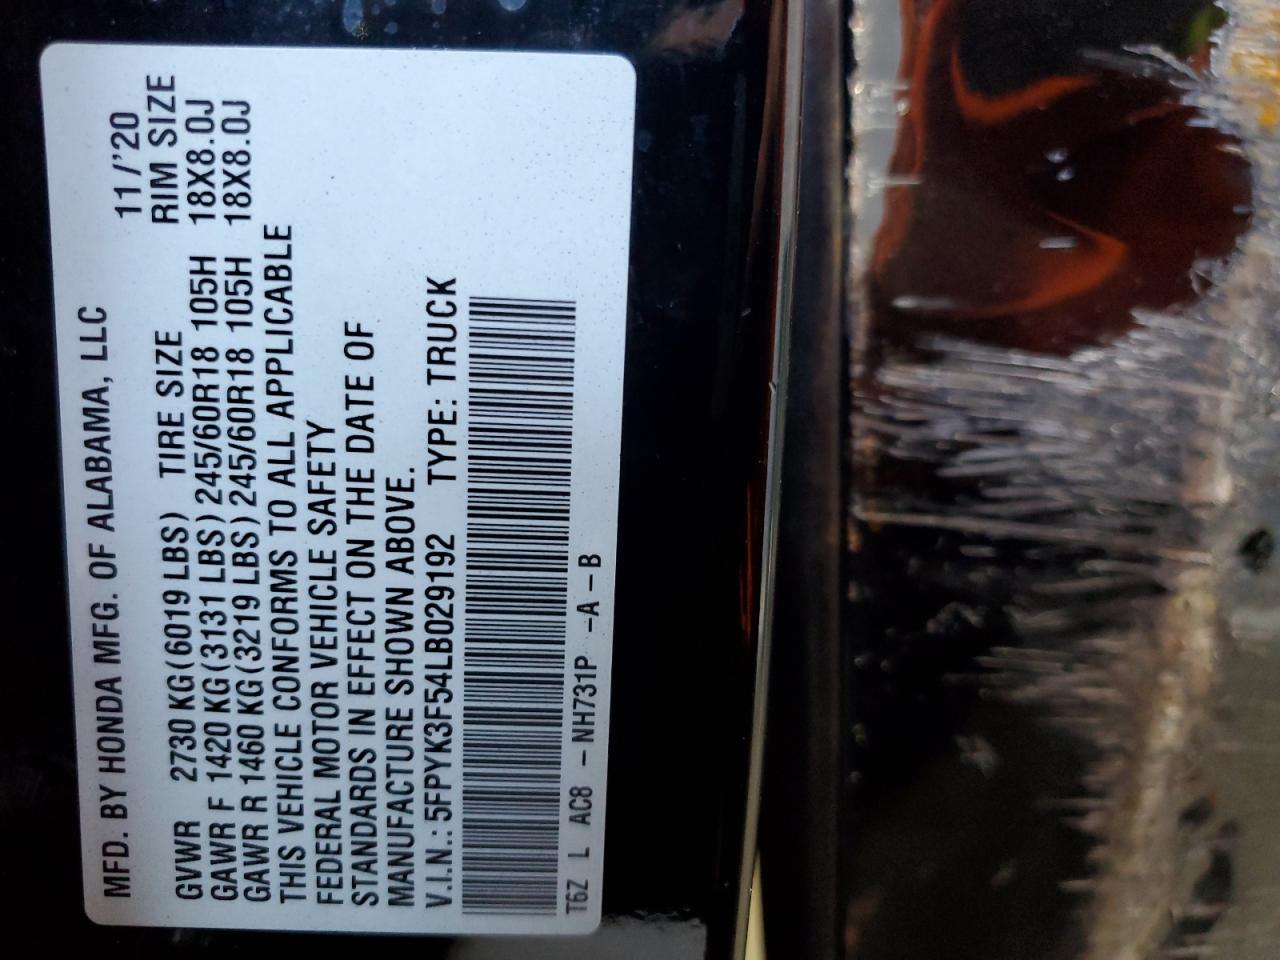 MFD. BY HONDA MFG. OF ALABAMA, LLC
11/'20
GVWR 2730 KG(6019 LBS) TIRE SIZE RIM SIZE
GAWR F 1420 KG(3131 LBS) 245/60R18 105H 18X8.0J
GAWR R 1460 KG(3219 LBS) 245/60R18 105H 18X8.0J
THIS VEHICLE CONFORMS TO ALL APPLICABLE
FEDERAL MOTOR VEHICLE SAFETY
STANDARDS IN EFFECT ON THE DATE OF
MANUFACTURE SHOWN ABOVE.
V.I.N.: 5FPYK3F54LB029192 TYPE: TRUCK
T6Z L AC8 - NH731P -A-B